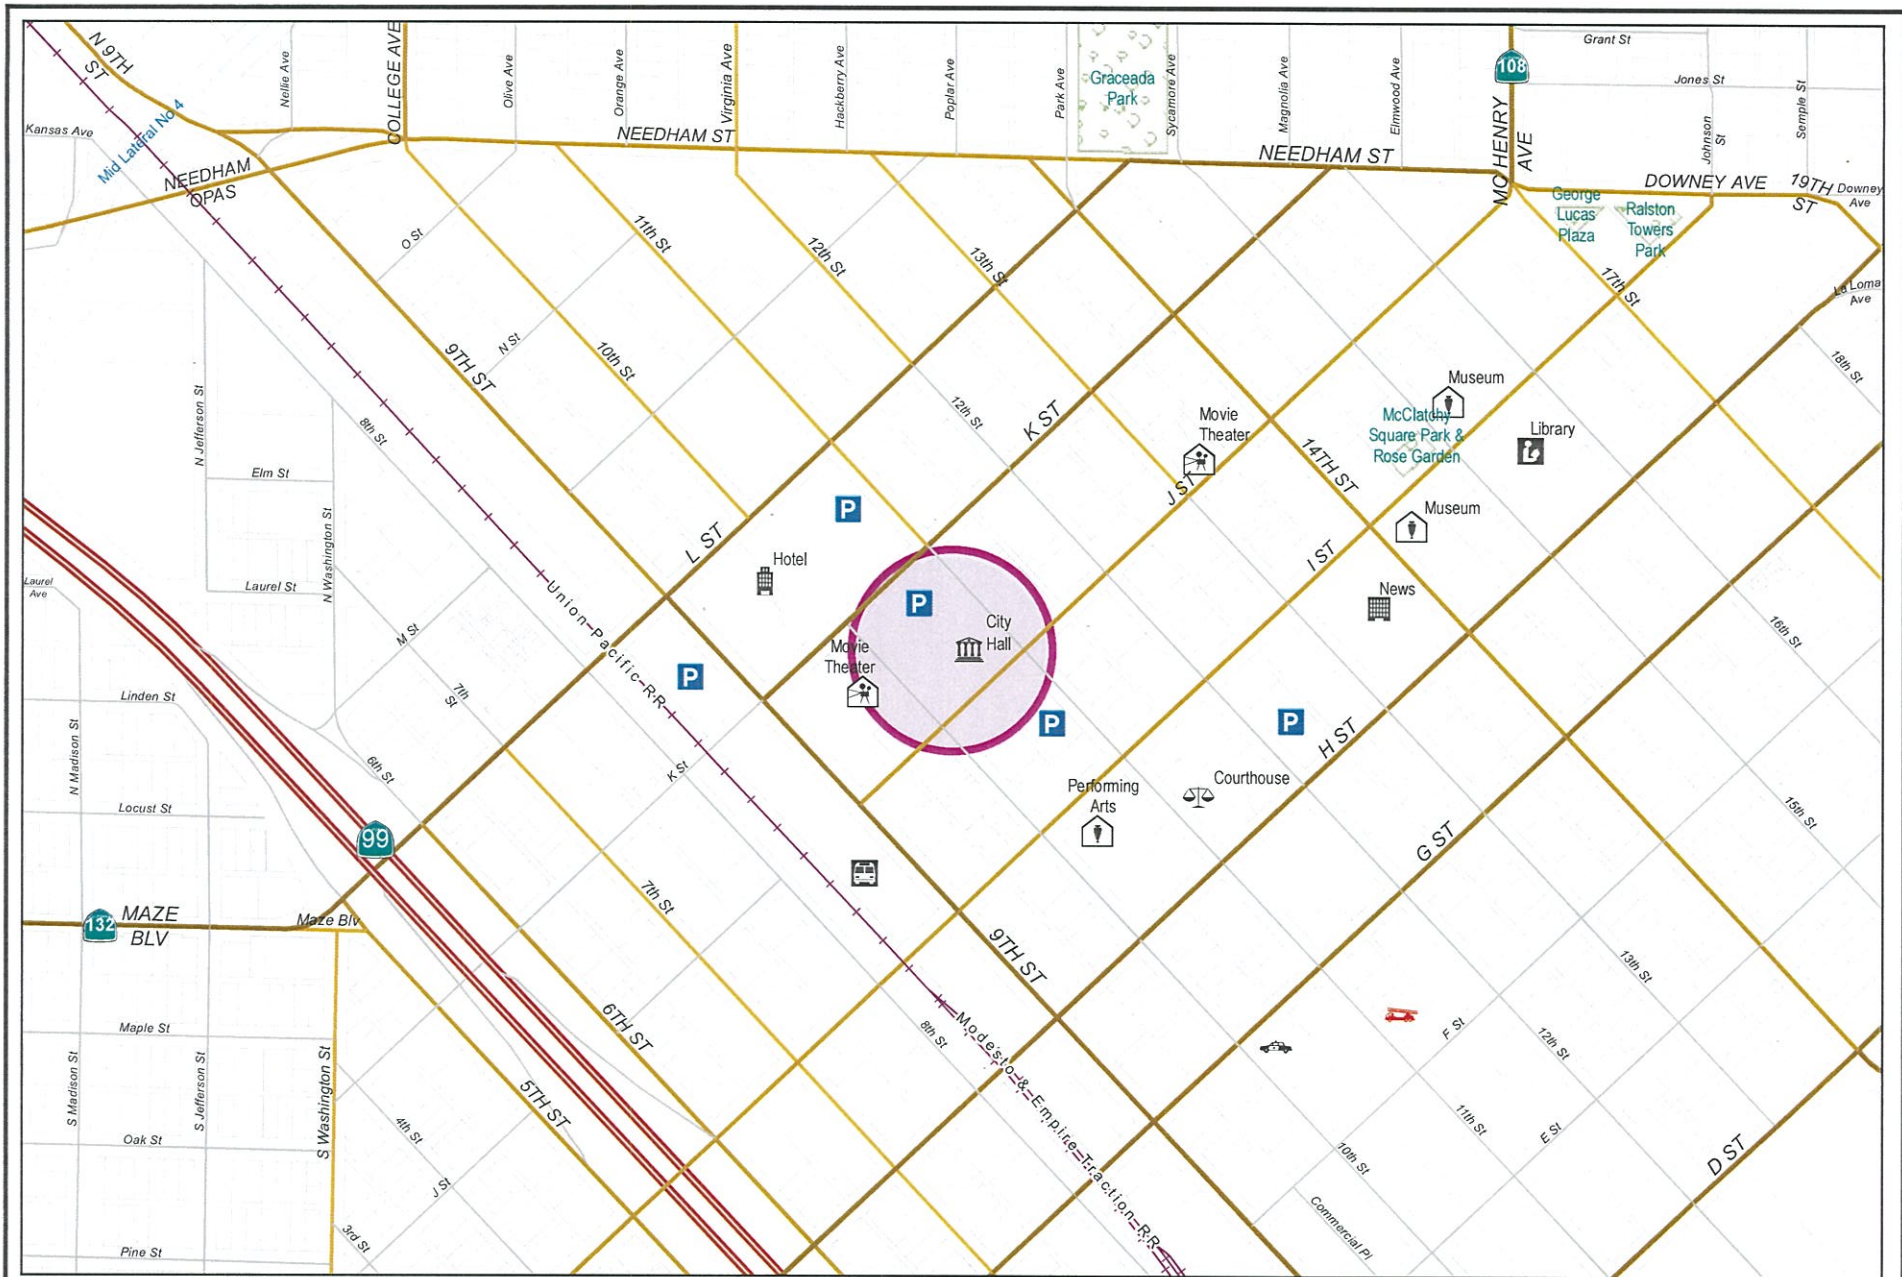 N 9TH
ST
Nellie Ave
COLLEGE AVE
Olive Ave
Orange Ave
Virginia Ave
Hackberry Ave
Poplar Ave
Park Ave
Graceada
Park
Sycamore Ave
Magnolia Ave
Elmwood Ave
108
MC HENRY
AVE
Grant St
Jones St
Johnson
St
Semple St
Kansas Ave
Mid Lateral No 4
NEEDHAM
OPAS
NEEDHAM ST
NEEDHAM ST
DOWNEY AVE
19TH
ST
Downey
Ave
George
Lucas
Plaza
Ralston
Towers
Park
La Loma
Ave
O St
11th St
12th St
13th St
17th St
N St
10th St
9TH ST
18th St
N Jefferson St
8th St
12th St
K ST
Movie
Theater
Museum
McClatchy
Square Park &
Rose Garden
Library
J ST
14TH ST
Elm St
N Washington St
P
L ST
Museum
I ST
Hotel
Laurel
Ave
Laurel St
Union Pacific RR
P
City
Hall
News
M St
Movie
Theater
16th St
P
7th
St
Linden St
N Madison St
P
P
H ST
6th St
K St
Performing
Arts
Courthouse
Locust St
99
15th St
G ST
7th St
132
MAZE
BLV
Maze Blv
9TH ST
13th St
6TH ST
8th St
Modesto & Empire Traction RR
F St
12th St
Maple St
S Madison St
S Jefferson St
S Washington St
5TH ST
4th St
11th St
E St
Oak St
10th St
D ST
J St
Commercial Pl
3rd St
Pine St